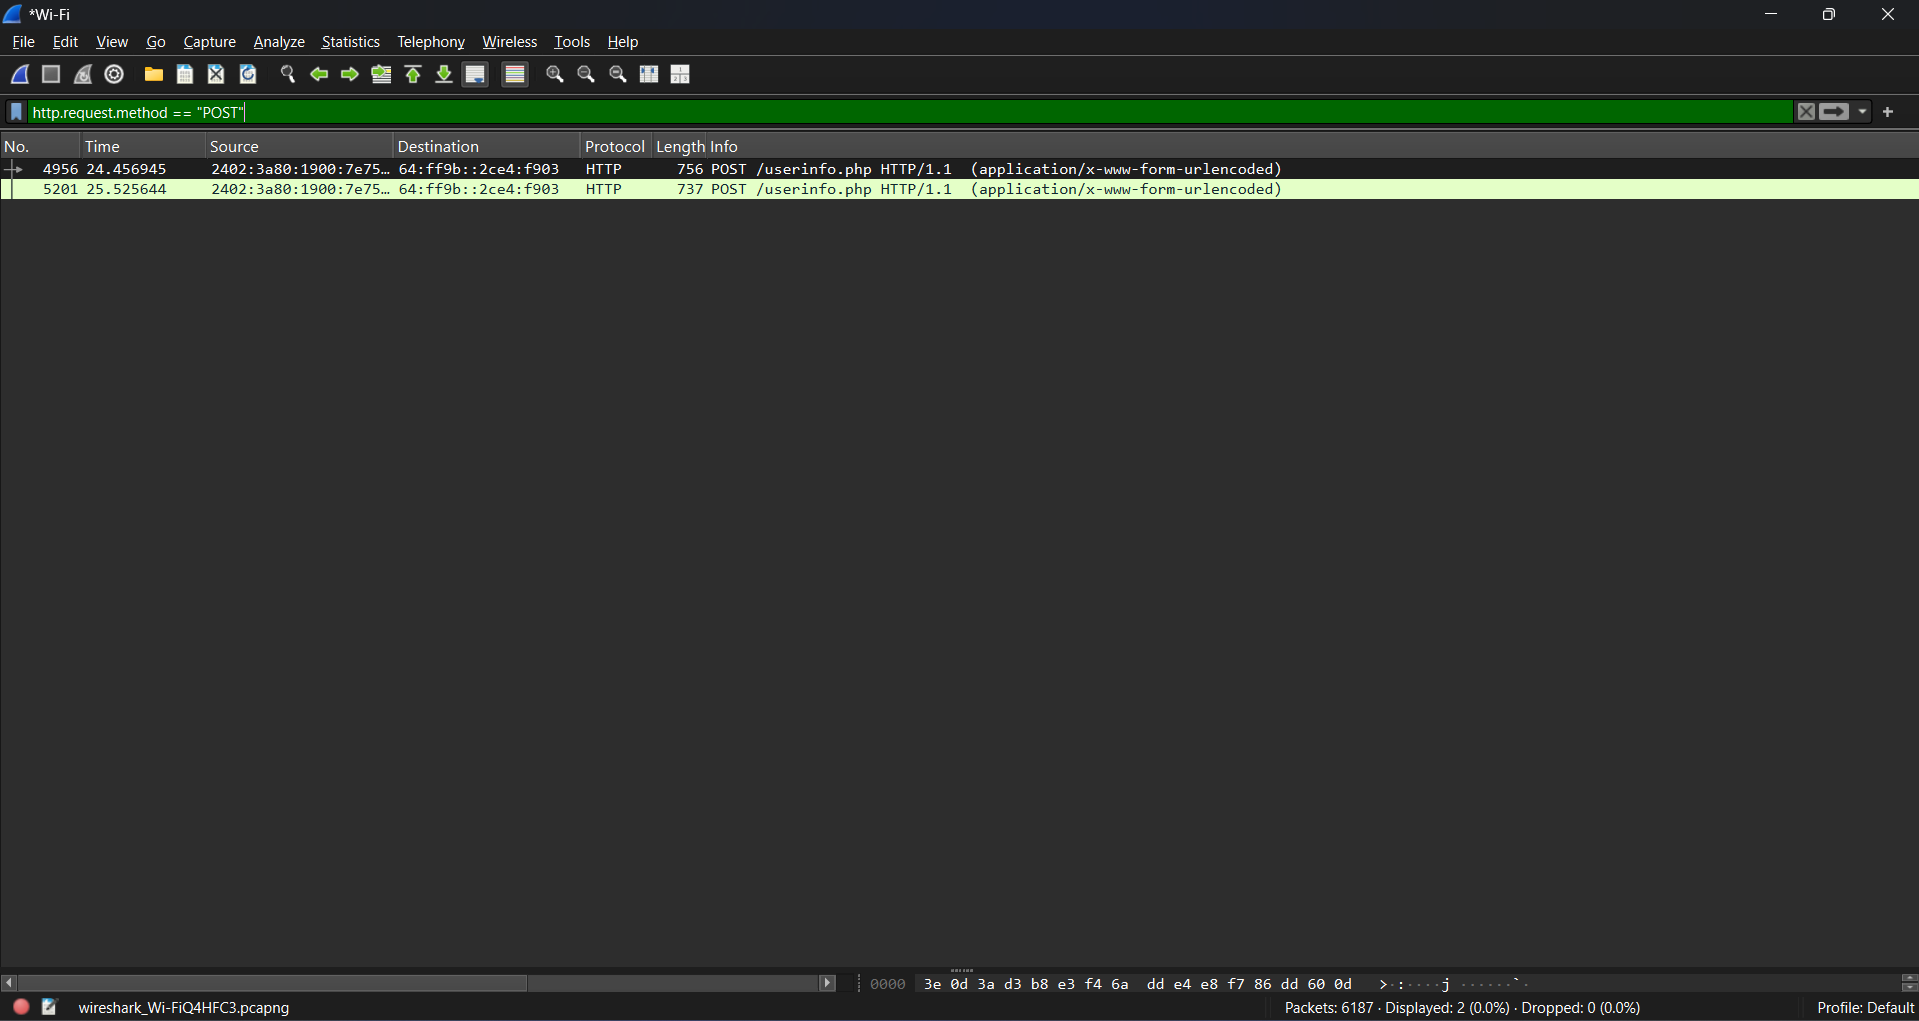 *Wi-Fi
File Edit View Go Capture Analyze Statistics Telephony Wireless Tools Help
http.request.method == "POST"
No. Time Source Destination Protocol Length Info
4956 24.456945 2402:3a80:1900:7e75… 64:ff9b::2ce4:f903 HTTP 756 POST /userinfo.php HTTP/1.1 (application/x-www-form-urlencoded)
5201 25.525644 2402:3a80:1900:7e75… 64:ff9b::2ce4:f903 HTTP 737 POST /userinfo.php HTTP/1.1 (application/x-www-form-urlencoded)
0000 3e 0d 3a d3 b8 e3 f4 6a dd e4 e8 f7 86 dd 60 0d >·:····j ······`·
wireshark_Wi-FiQ4HFC3.pcapng Packets: 6187 · Displayed: 2 (0.0%) · Dropped: 0 (0.0%) Profile: Default